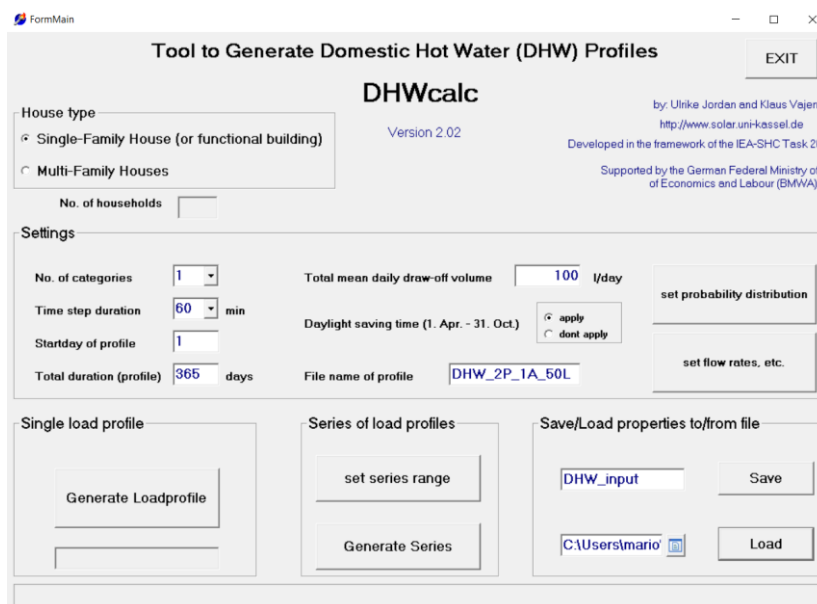 FormMain
Tool to Generate Domestic Hot Water (DHW) Profiles
EXIT
DHWcalc
Version 2.02
by: Ulrike Jordan and Klaus Vajen
http://www.solar.uni-kassel.de
Developed in the framework of the IEA-SHC Task 26
Supported by the German Federal Ministry of
of Economics and Labour (BMWA)
House type
Single-Family House (or functional building)
Multi-Family Houses
No. of households
Settings
No. of categories 1
Time step duration 60 min
Startday of profile 1
Total duration (profile) 365 days
Total mean daily draw-off volume 100 l/day
Daylight saving time (1. Apr. - 31. Oct.)
apply
dont apply
File name of profile DHW_2P_1A_50L
set probability distribution
set flow rates, etc.
Single load profile
Generate Loadprofile
Series of load profiles
set series range
Generate Series
Save/Load properties to/from file
DHW_input
Save
C:\Users\mario
Load